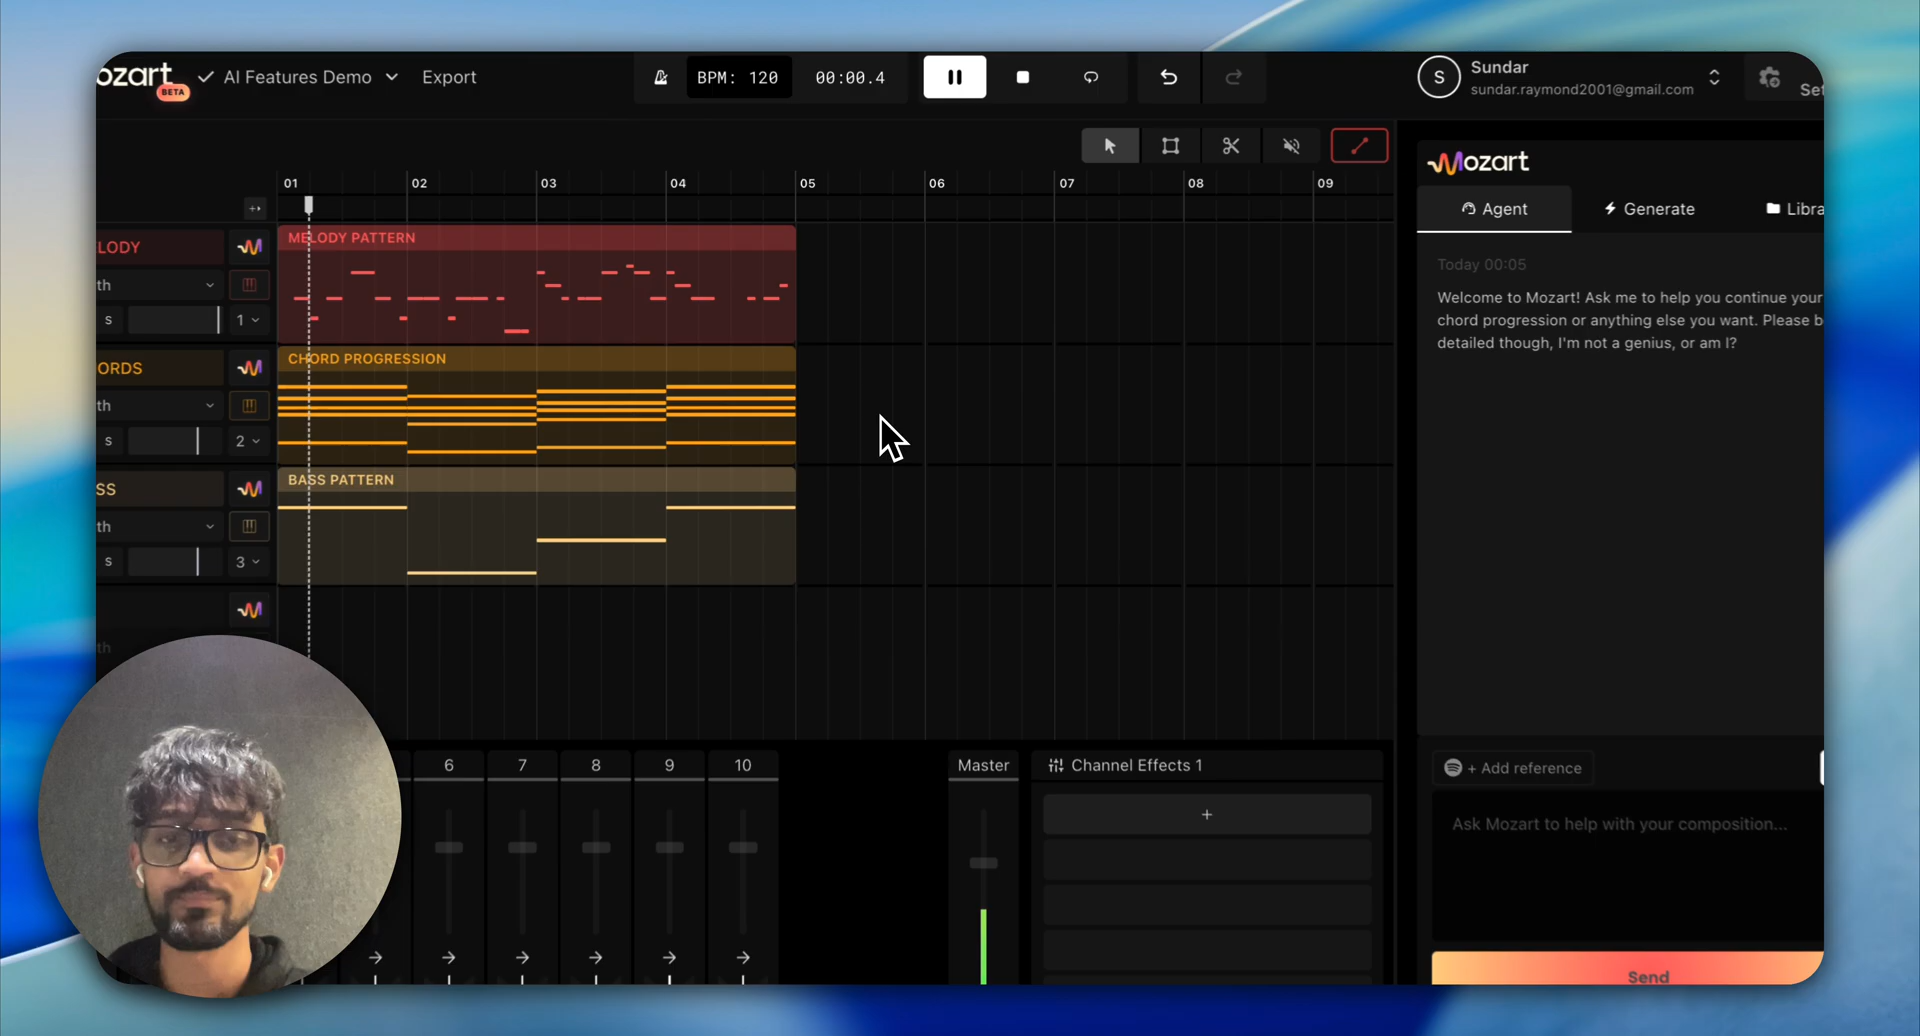 ozart
BETA
AI Features Demo
Export
BPM: 120
00:00.4
S
Sundar
sundar.raymond2001@gmail.com
Set
01 02 03 04 05 06 07 08 09
LODY
th
s
1
MELODY PATTERN
ORDS
th
s
2
CHORD PROGRESSION
SS
th
s
3
BASS PATTERN
th
6 7 8 9 10
Master
Channel Effects 1
+
Mozart
Agent
Generate
Libra
Today 00:05
Welcome to Mozart! Ask me to help you continue your
chord progression or anything else you want. Please b
detailed though, I'm not a genius, or am I?
+ Add reference
Ask Mozart to help with your composition...
Send